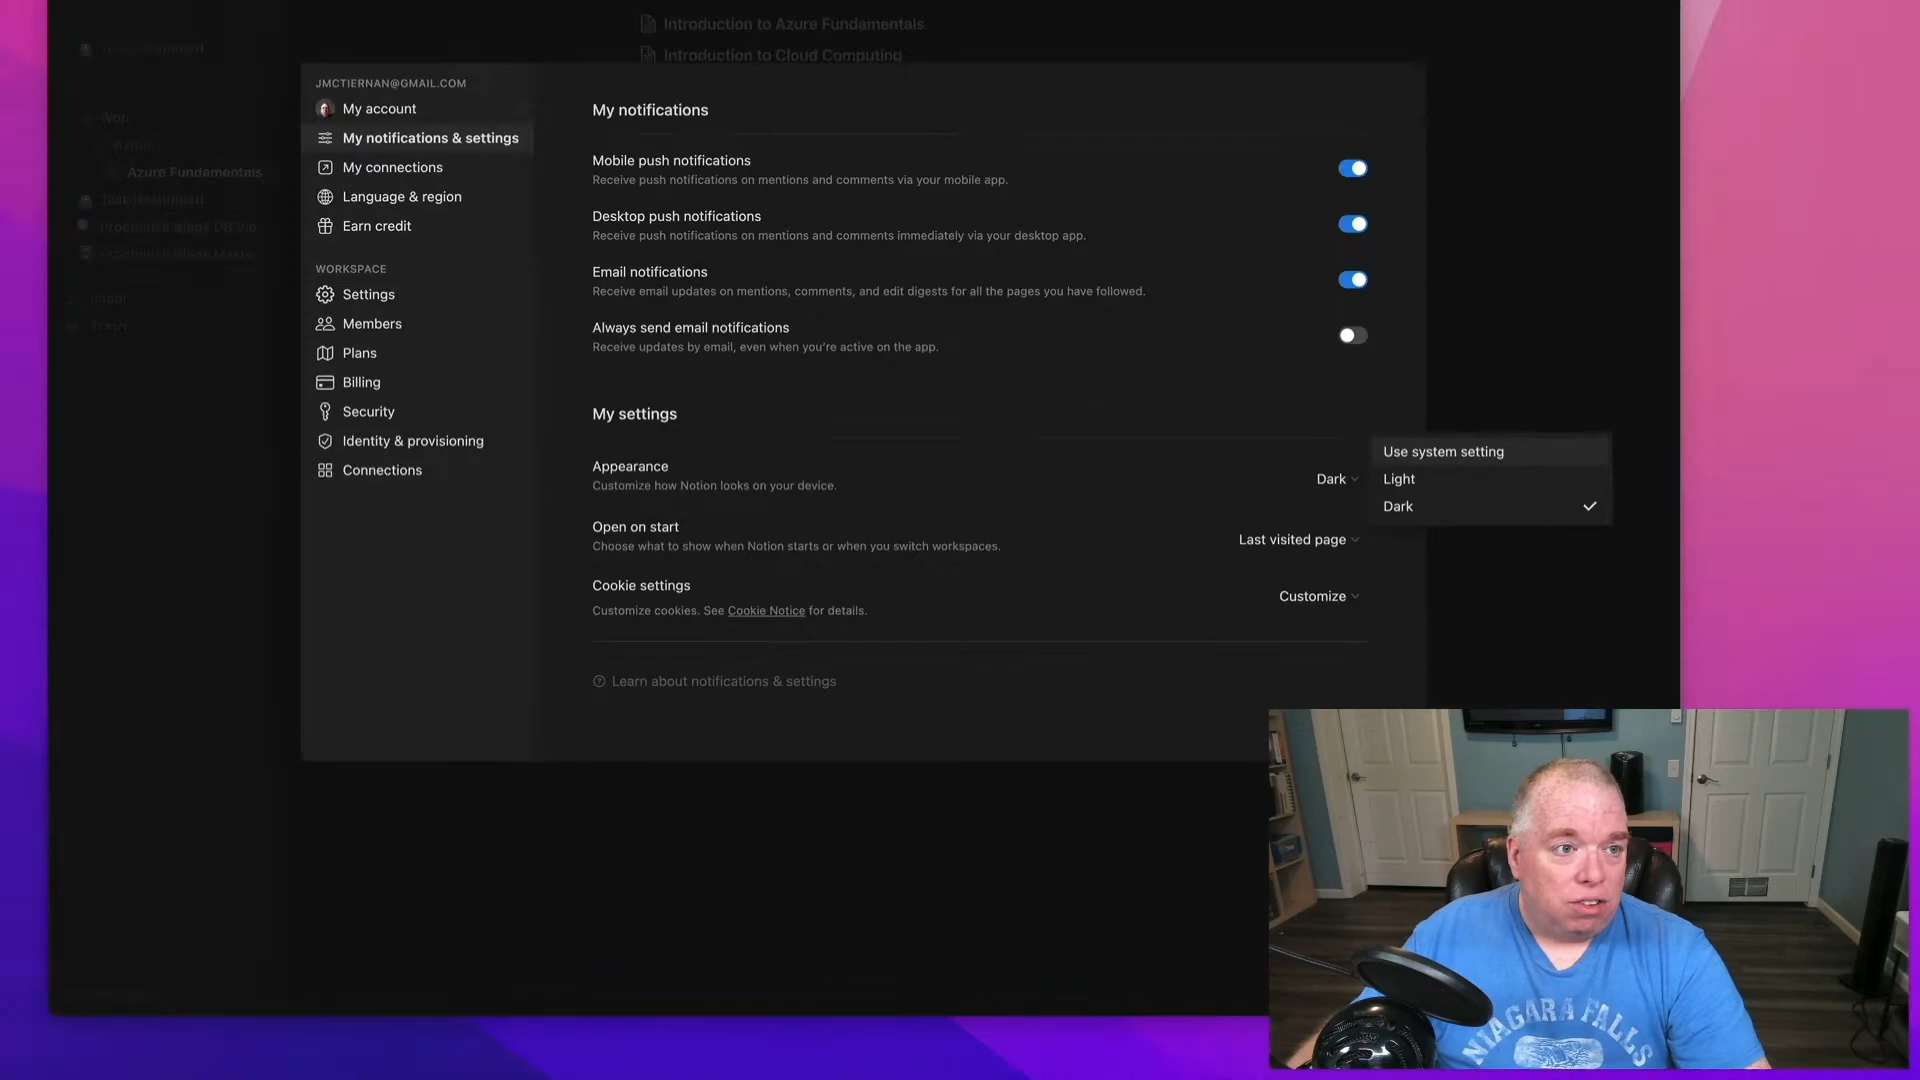 Introduction to Azure Fundamentals
Introduction to Cloud Computing
Azure Fundamentals
JMCTIERNAN@GMAIL.COM
My account
My notifications & settings
My connections
Language & region
Earn credit
WORKSPACE
Settings
Members
Plans
Billing
Security
Identity & provisioning
Connections
My notifications
Mobile push notifications
Receive push notifications on mentions and comments via your mobile app.
Desktop push notifications
Receive push notifications on mentions and comments immediately via your desktop app.
Email notifications
Receive email updates on mentions, comments, and edit digests for all the pages you have followed.
Always send email notifications
Receive updates by email, even when you're active on the app.
My settings
Appearance
Customize how Notion looks on your device.
Dark
Use system setting
Light
Dark
Open on start
Choose what to show when Notion starts or when you switch workspaces.
Last visited page
Cookie settings
Customize cookies. See Cookie Notice for details.
Customize
Learn about notifications & settings
NIAGARA FALLS